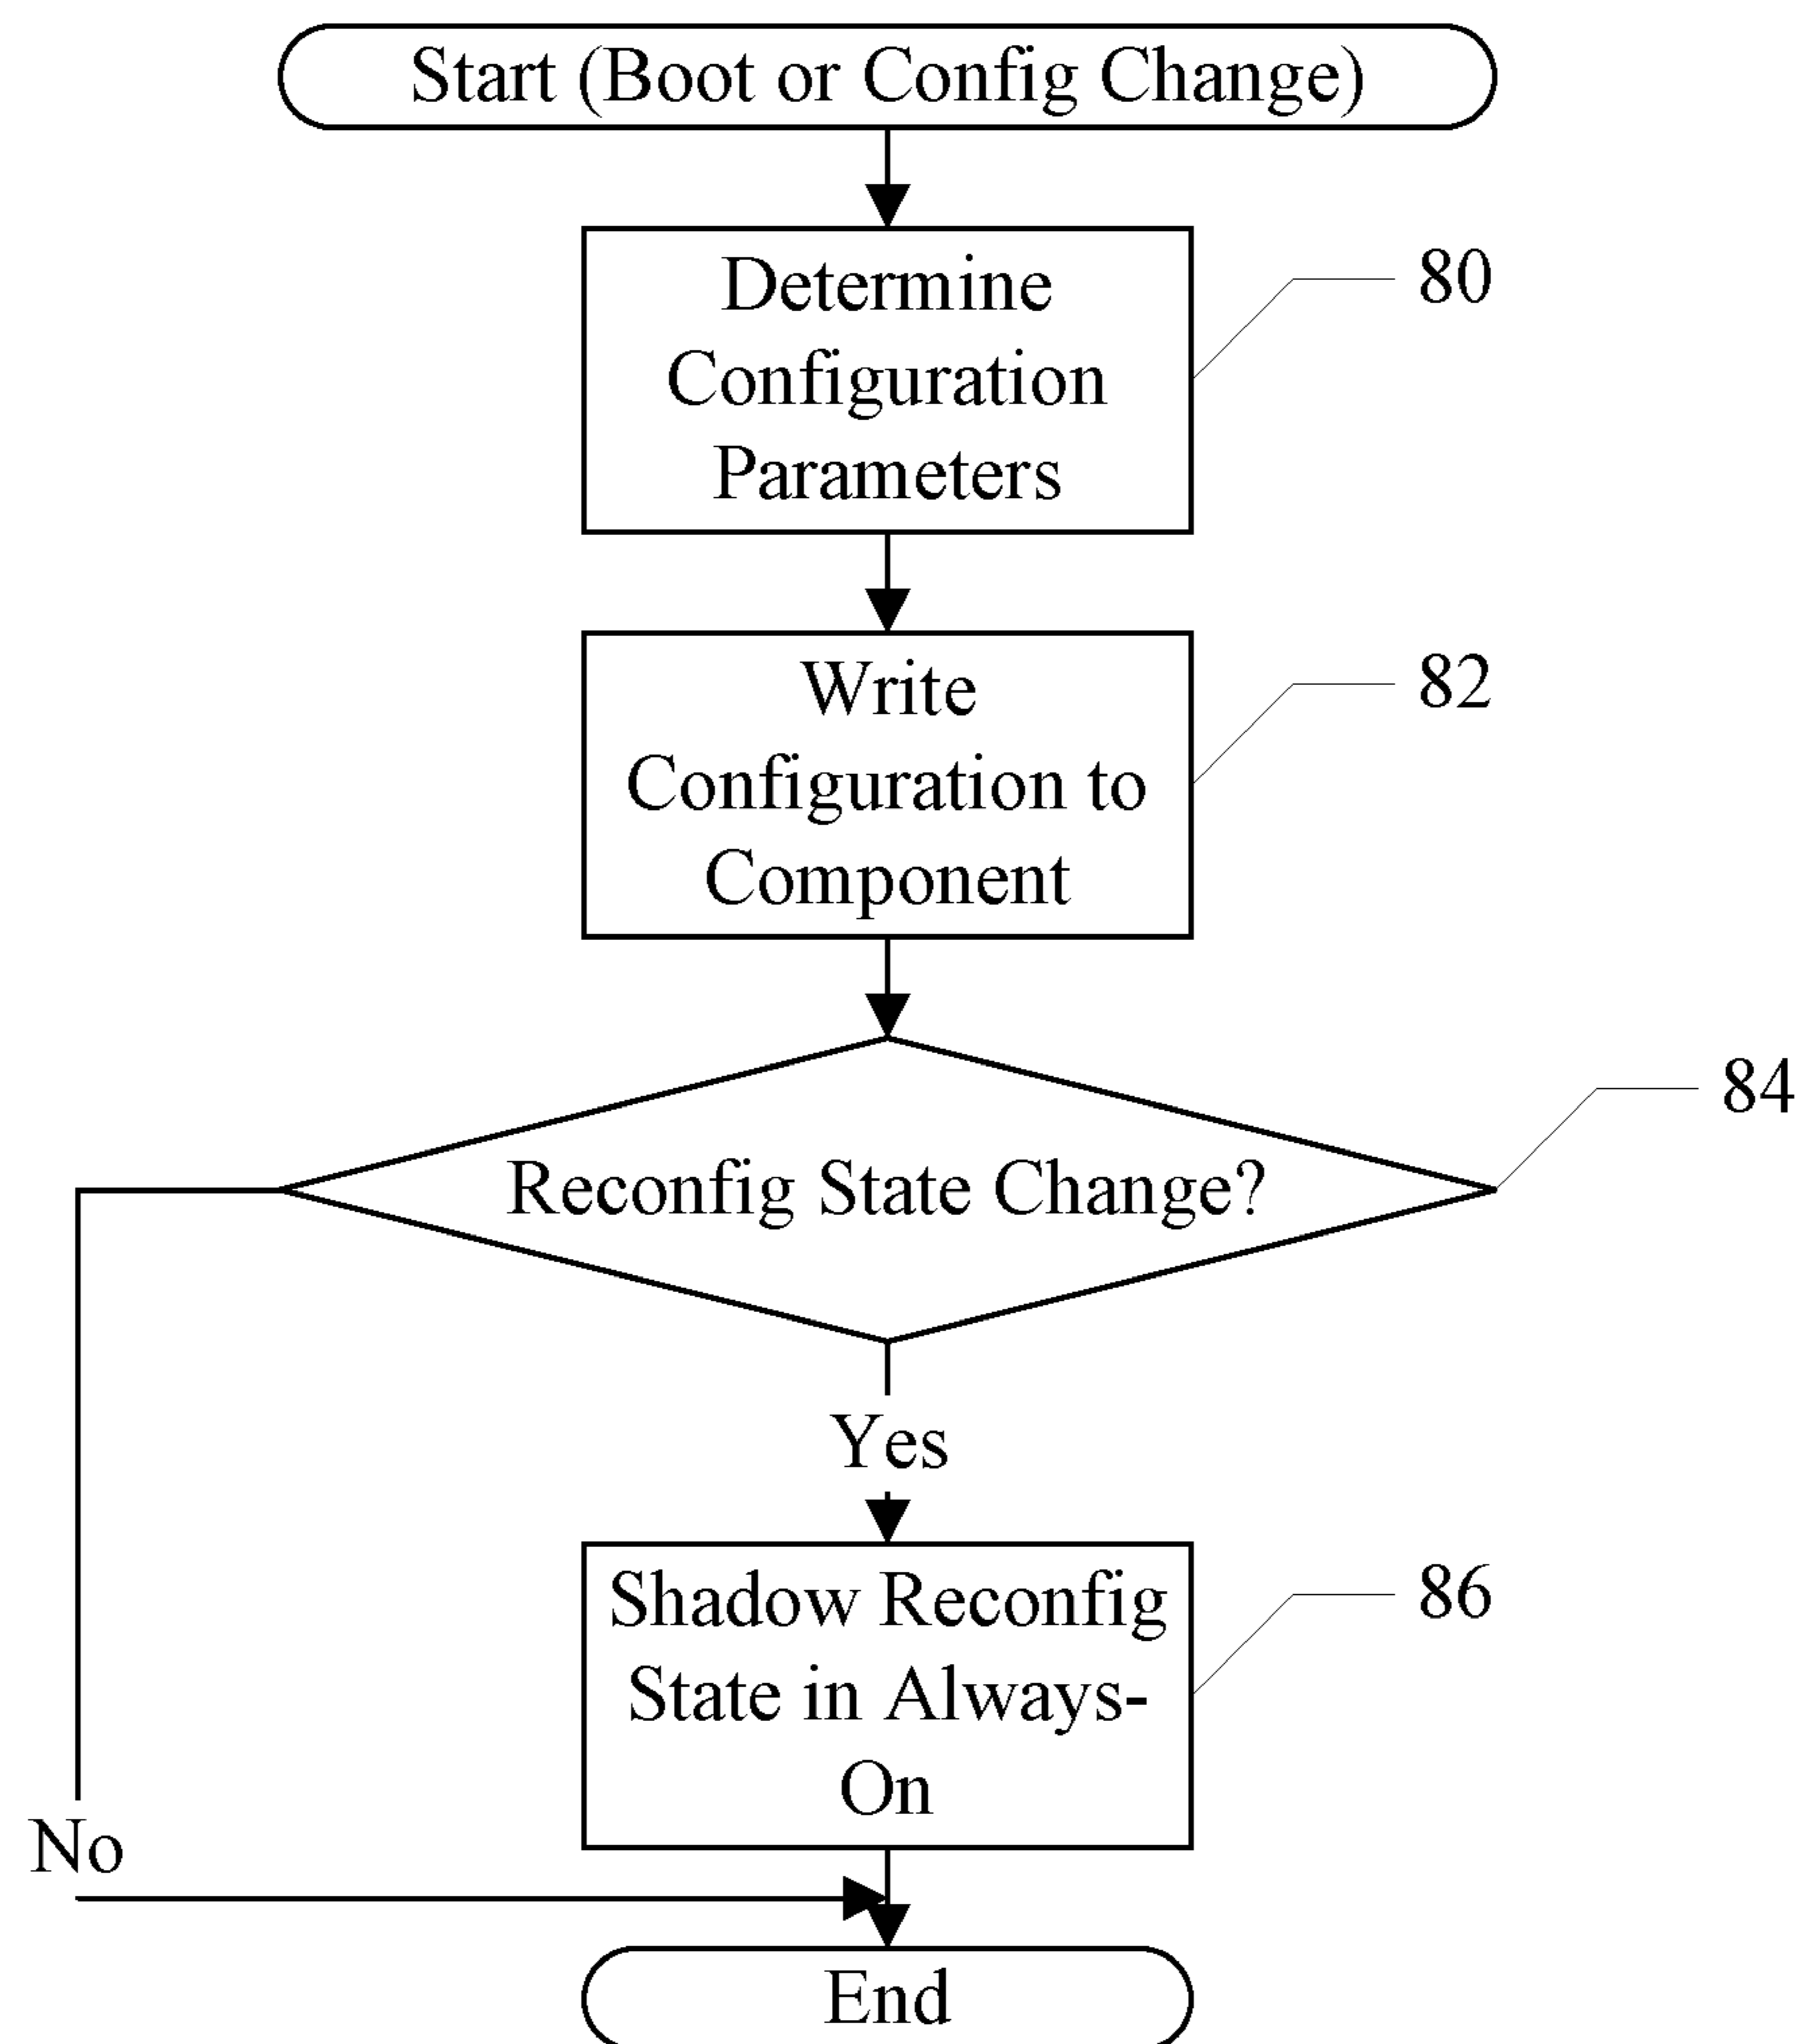 Start (Boot or Config Change)
Determine
Configuration
Parameters
80
Write
Configuration to
Component
82
84
Reconfig State Change?
Yes
Shadow Reconfig
State in Always-
On
86
No
End